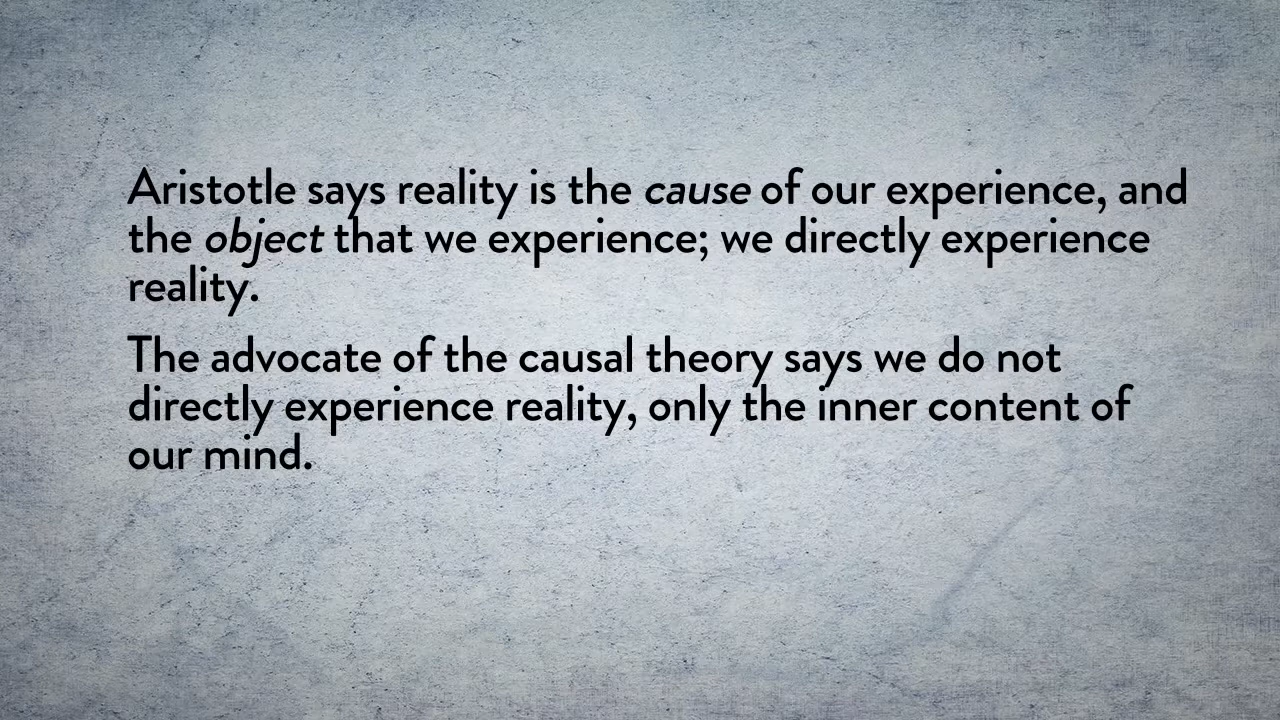 Aristotle says reality is the cause of our experience, and
the object that we experience; we directly experience
reality.
The advocate of the causal theory says we do not
directly experience reality, only the inner content of
our mind.